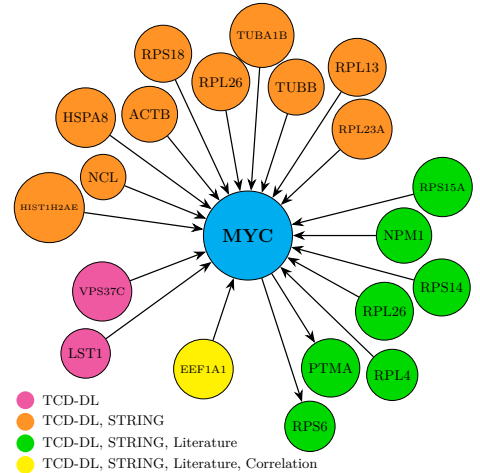 TUBA1B
RPS18
RPL13
RPL26
TUBB
HSPA8
ACTB
RPL23A
NCL
RPS15A
HIST1H2AE
MYC
NPM1
VPS37C
RPS14
RPL26
LST1
EEF1A1
PTMA
RPL4
RPS6
TCD-DL
TCD-DL, STRING
TCD-DL, STRING, Literature
TCD-DL, STRING, Literature, Correlation